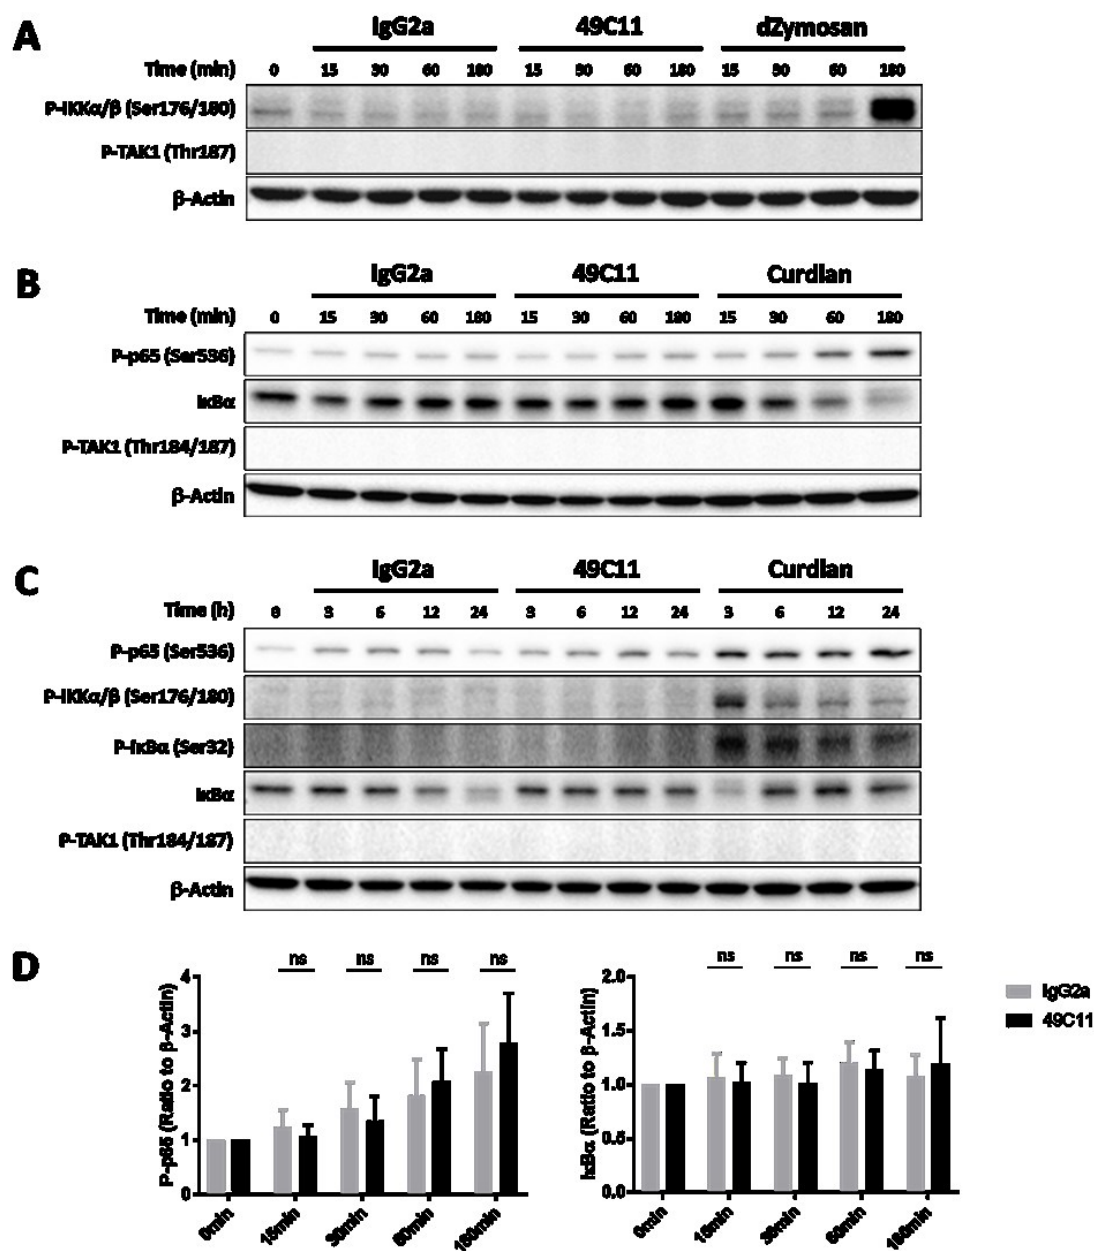 A
IgG2a 49C11 dZymosan
Time (min) 0 15 30 60 180 15 30 60 180 15 30 60 180
P-IKKα/β (Ser176/180)
P-TAK1 (Thr187)
β-Actin
B
IgG2a 49C11 Curdlan
Time (min) 0 15 30 60 180 15 30 60 180 15 30 60 180
P-p65 (Ser536)
IκBα
P-TAK1 (Thr184/187)
β-Actin
C
IgG2a 49C11 Curdlan
Time (h) 0 3 6 12 24 3 6 12 24 3 6 12 24
P-p65 (Ser536)
P-IKKα/β (Ser176/180)
P-IκBα (Ser32)
IκBα
P-TAK1 (Thr184/187)
β-Actin
D
ns ns ns ns
P-p65 (Ratio to β-Actin)
4
3
2
1
0
0min 15min 30min 60min 180min
ns ns ns ns
IκBα (Ratio to β-Actin)
2.0
1.5
1.0
0.5
0.0
0min 15min 30min 60min 180min
IgG2a
49C11